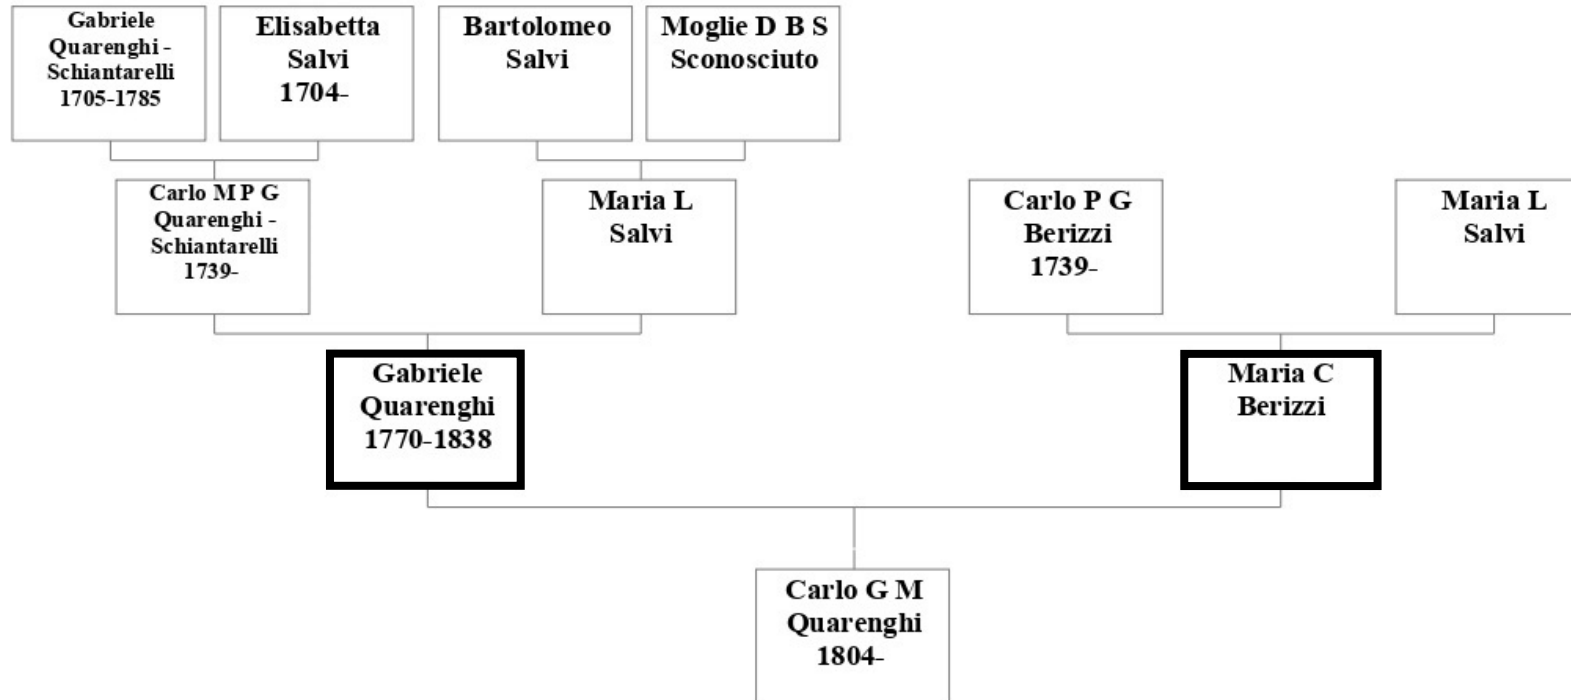 Gabriele
Quarenghi -
Schiantarelli
1705-1785
Elisabetta
Salvi
1704-
Bartolomeo
Salvi
Moglie D B S
Sconosciuto
Carlo M P G
Quarenghi -
Schiantarelli
1739-
Maria L
Salvi
Carlo P G
Berizzi
1739-
Maria L
Salvi
Gabriele
Quarenghi
1770-1838
Maria C
Berizzi
Carlo G M
Quarenghi
1804-